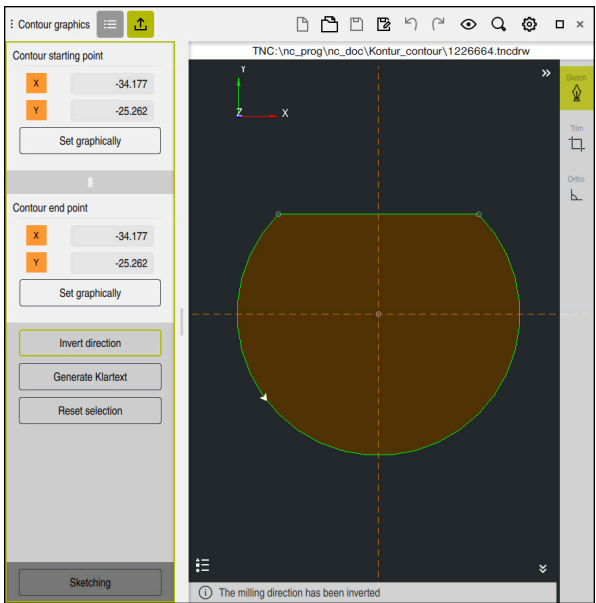 Contour graphics
TNC:\nc_prog\nc_doc\Kontur_contour\1226664.tncdrw
Contour starting point
X -34.177
Y -25.262
Set graphically
Contour end point
X -34.177
Y -25.262
Set graphically
Invert direction
Generate Klartext
Reset selection
Sketching
Y
Z X
Sketch
Trim
Ortho
The milling direction has been inverted